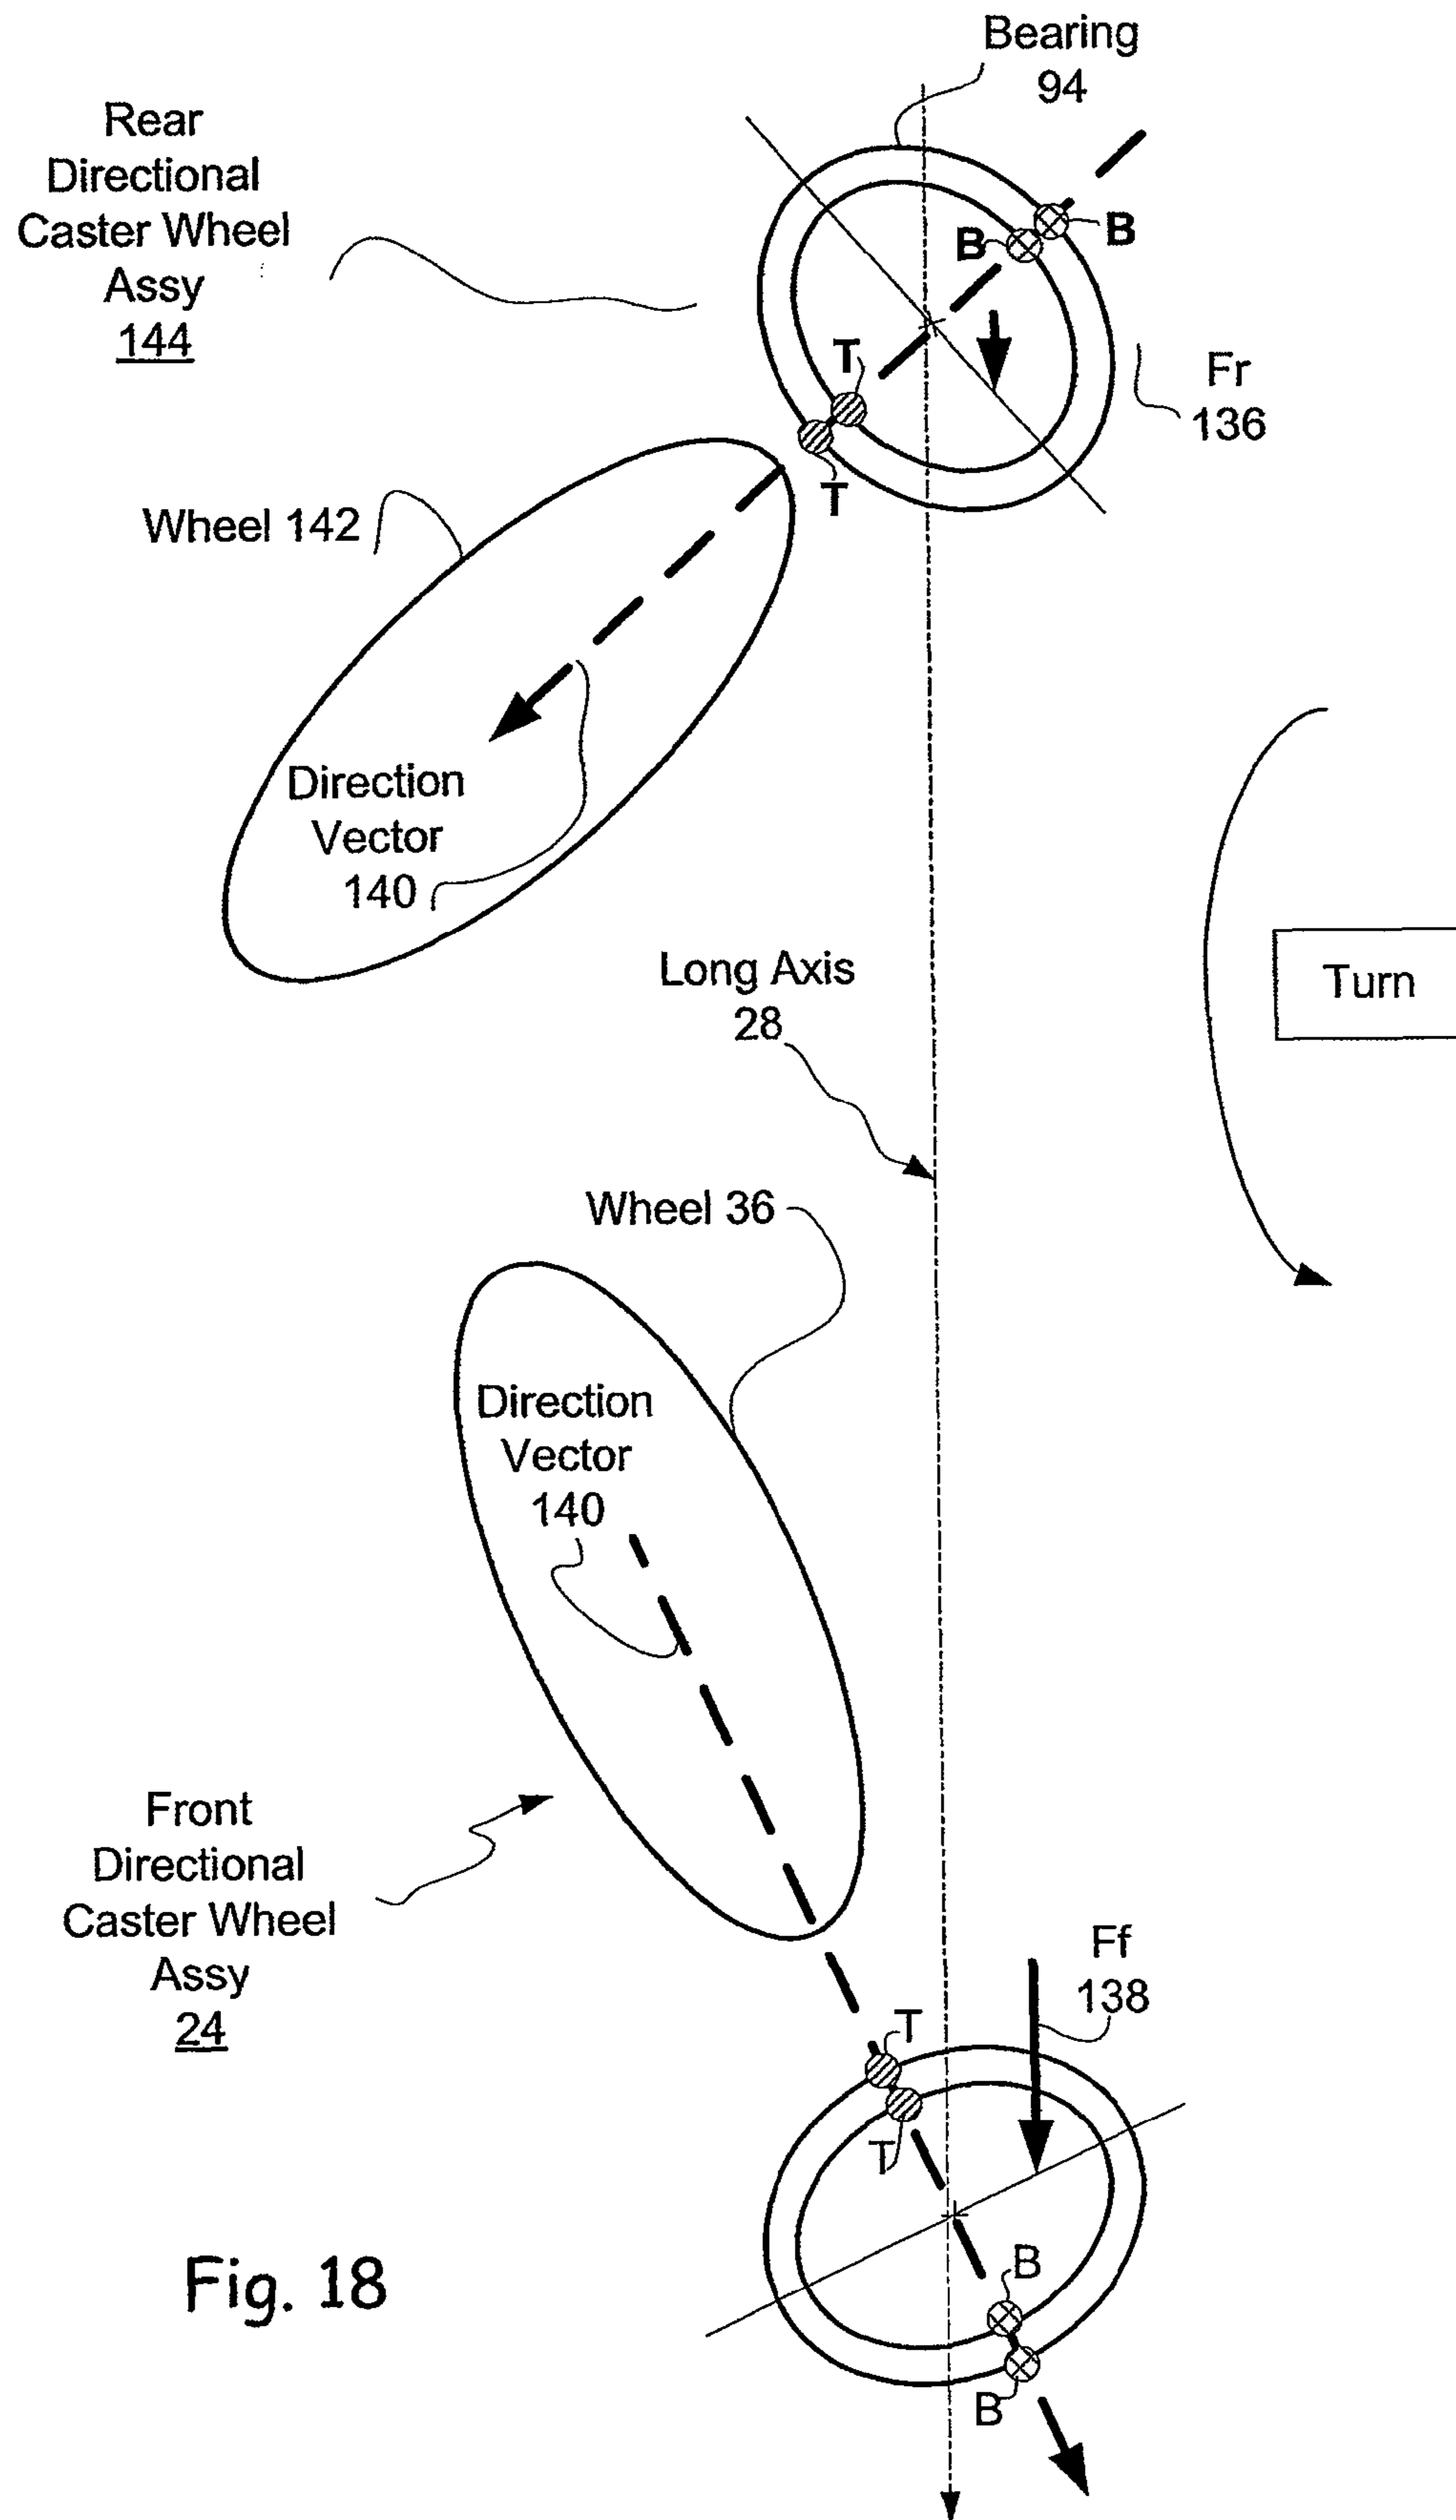 Bearing
94
Rear
Directional
Caster Wheel
Assy
144
B
B
T
T
Fr
136
Wheel 142
Direction
Vector
140
Long Axis
28
Turn
Wheel 36
Direction
Vector
140
Front
Directional
Caster Wheel
Assy
24
Ff
138
T
T
B
B
Fig. 18